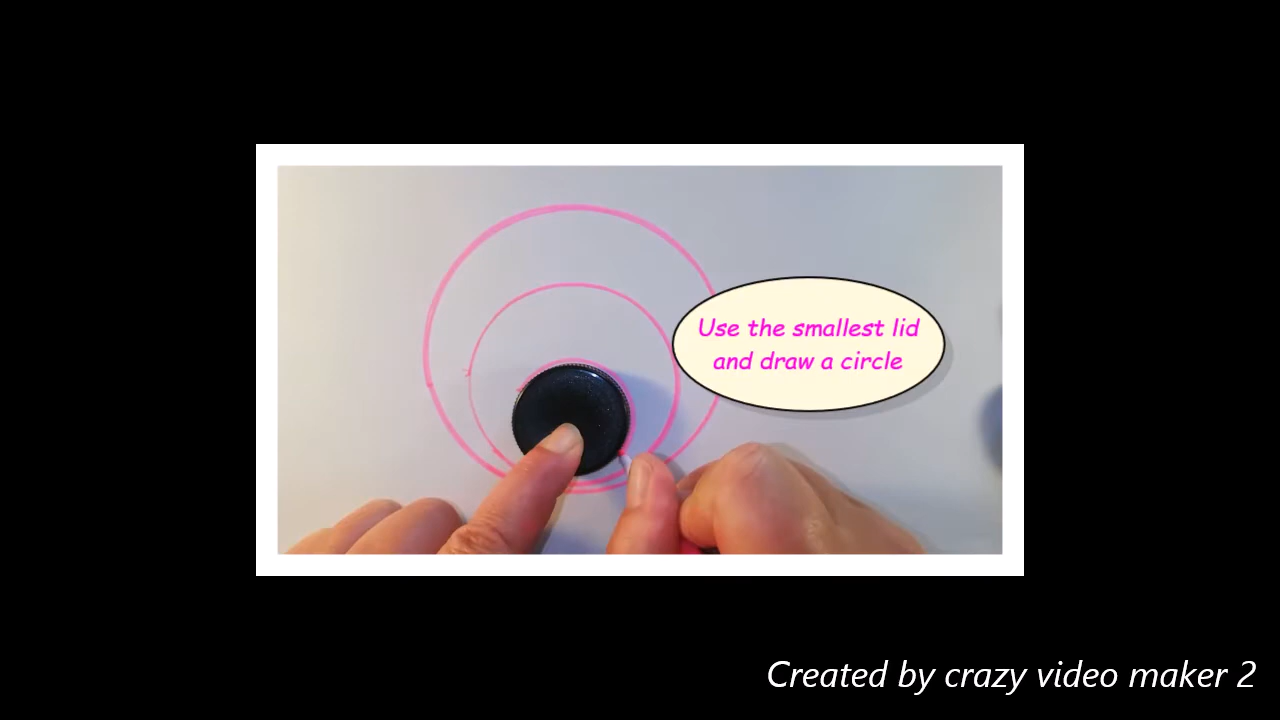 Use the smallest lid
and draw a circle
Created by crazy video maker 2